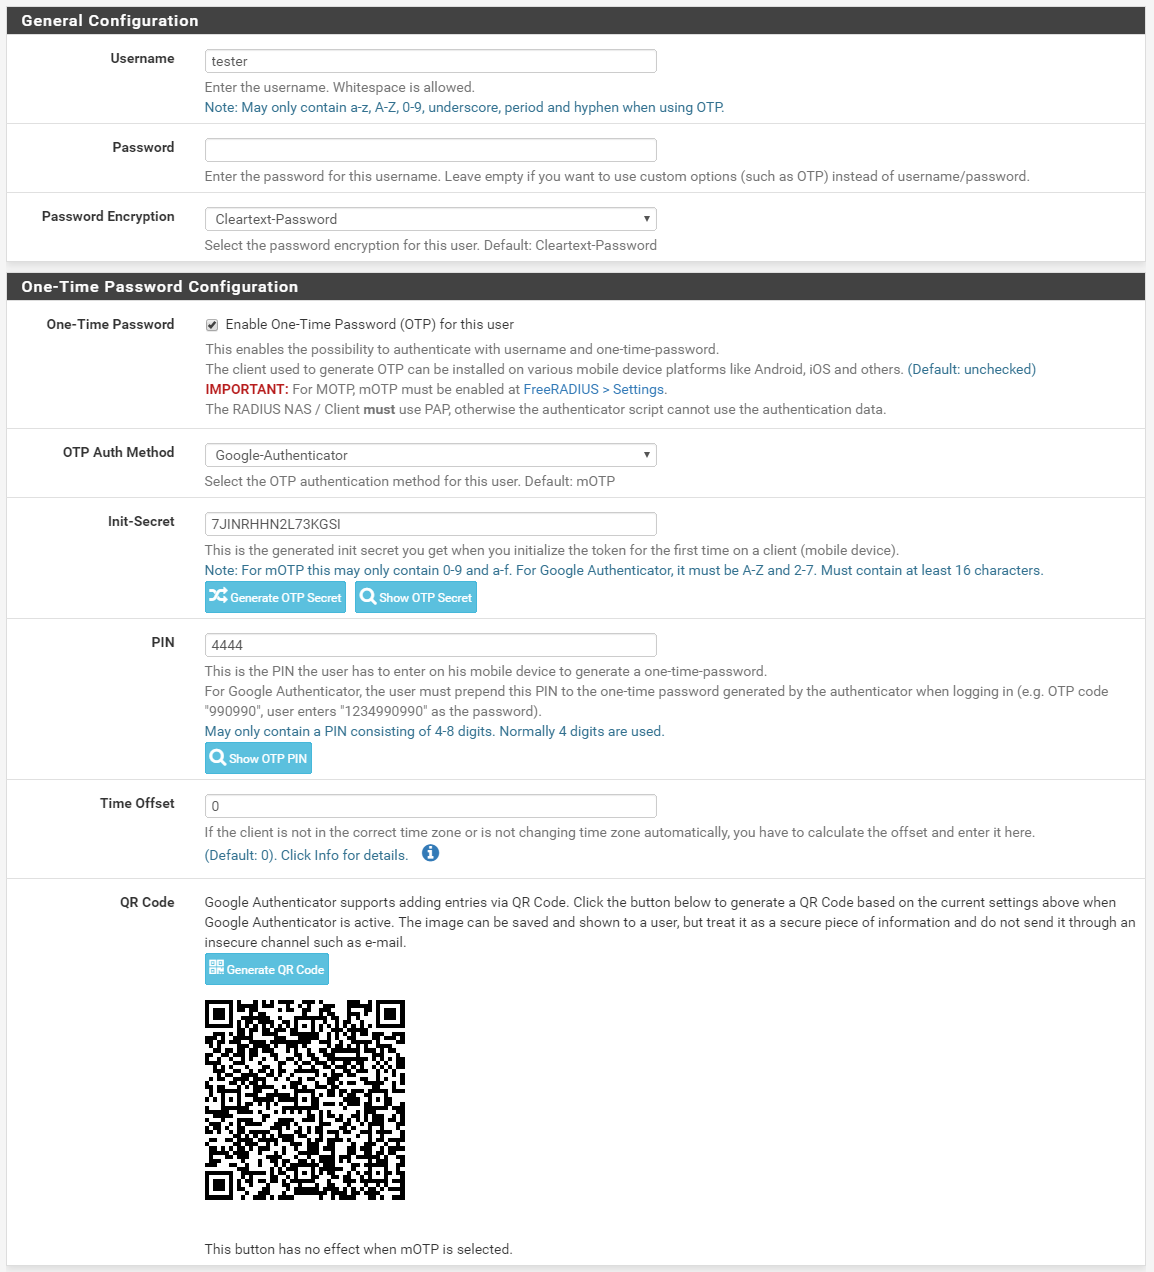 General Configuration
Username
tester
Enter the username. Whitespace is allowed.
Note: May only contain a-z, A-Z, 0-9, underscore, period and hyphen when using OTP.
Password
Enter the password for this username. Leave empty if you want to use custom options (such as OTP) instead of username/password.
Password Encryption
Cleartext-Password
Select the password encryption for this user. Default: Cleartext-Password
One-Time Password Configuration
One-Time Password
Enable One-Time Password (OTP) for this user
This enables the possibility to authenticate with username and one-time-password.
The client used to generate OTP can be installed on various mobile device platforms like Android, iOS and others. (Default: unchecked)
IMPORTANT: For MOTP, mOTP must be enabled at FreeRADIUS > Settings.
The RADIUS NAS / Client must use PAP, otherwise the authenticator script cannot use the authentication data.
OTP Auth Method
Google-Authenticator
Select the OTP authentication method for this user. Default: mOTP
Init-Secret
7JINRHHN2L73KGSI
This is the generated init secret you get when you initialize the token for the first time on a client (mobile device).
Note: For mOTP this may only contain 0-9 and a-f. For Google Authenticator, it must be A-Z and 2-7. Must contain at least 16 characters.
Generate OTP Secret Show OTP Secret
PIN
4444
This is the PIN the user has to enter on his mobile device to generate a one-time-password.
For Google Authenticator, the user must prepend this PIN to the one-time password generated by the authenticator when logging in (e.g. OTP code
"990990", user enters "1234990990" as the password).
May only contain a PIN consisting of 4-8 digits. Normally 4 digits are used.
Show OTP PIN
Time Offset
0
If the client is not in the correct time zone or is not changing time zone automatically, you have to calculate the offset and enter it here.
(Default: 0). Click Info for details.
QR Code
Google Authenticator supports adding entries via QR Code. Click the button below to generate a QR Code based on the current settings above when
Google Authenticator is active. The image can be saved and shown to a user, but treat it as a secure piece of information and do not send it through an
insecure channel such as e-mail.
Generate QR Code
This button has no effect when mOTP is selected.